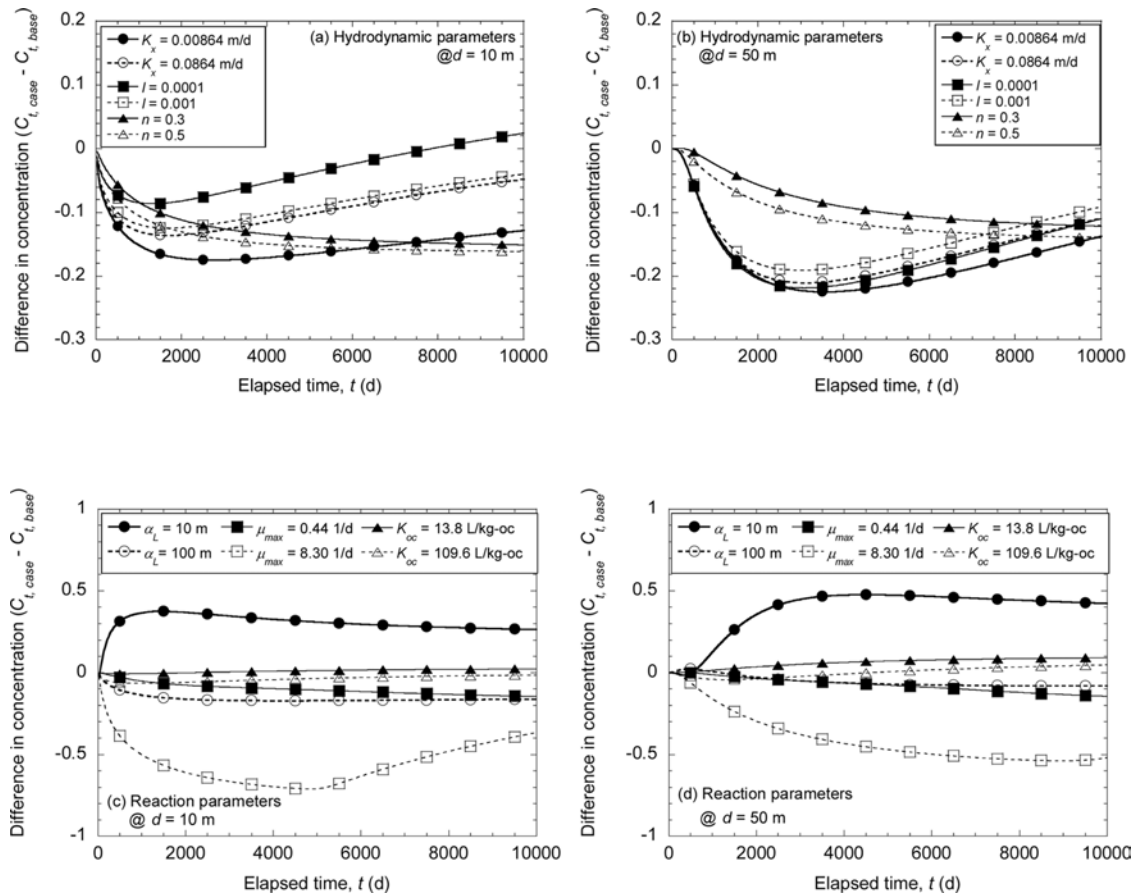 (a) Hydrodynamic parameters
@d = 10 m
Kx = 0.00864 m/d
Kx = 0.0864 m/d
I = 0.0001
I = 0.001
n = 0.3
n = 0.5
Difference in concentration (Ct, case - Ct, base)
0.2
0.1
0
-0.1
-0.2
-0.3
0 2000 4000 6000 8000 10000
Elapsed time, t (d)
(b) Hydrodynamic parameters
@d = 50 m
Kx = 0.00864 m/d
Kx = 0.0864 m/d
I = 0.0001
I = 0.001
n = 0.3
n = 0.5
Difference in concentration (Ct, case - Ct, base)
0.2
0.1
0
-0.1
-0.2
-0.3
0 2000 4000 6000 8000 10000
Elapsed time, t (d)
αL = 10 m μmax = 0.44 1/d Koc = 13.8 L/kg-oc
αL = 100 m μmax = 8.30 1/d Koc = 109.6 L/kg-oc
Difference in concentration (Ct, case - Ct, base)
1
0.5
0
-0.5
-1
(c) Reaction parameters
@ d = 10 m
0 2000 4000 6000 8000 10000
Elapsed time, t (d)
αL = 10 m μmax = 0.44 1/d Koc = 13.8 L/kg-oc
αL = 100 m μmax = 8.30 1/d Koc = 109.6 L/kg-oc
Difference in concentration (Ct, case - Ct, base)
1
0.5
0
-0.5
-1
(d) Reaction parameters
@ d = 50 m
0 2000 4000 6000 8000 10000
Elapsed time, t (d)